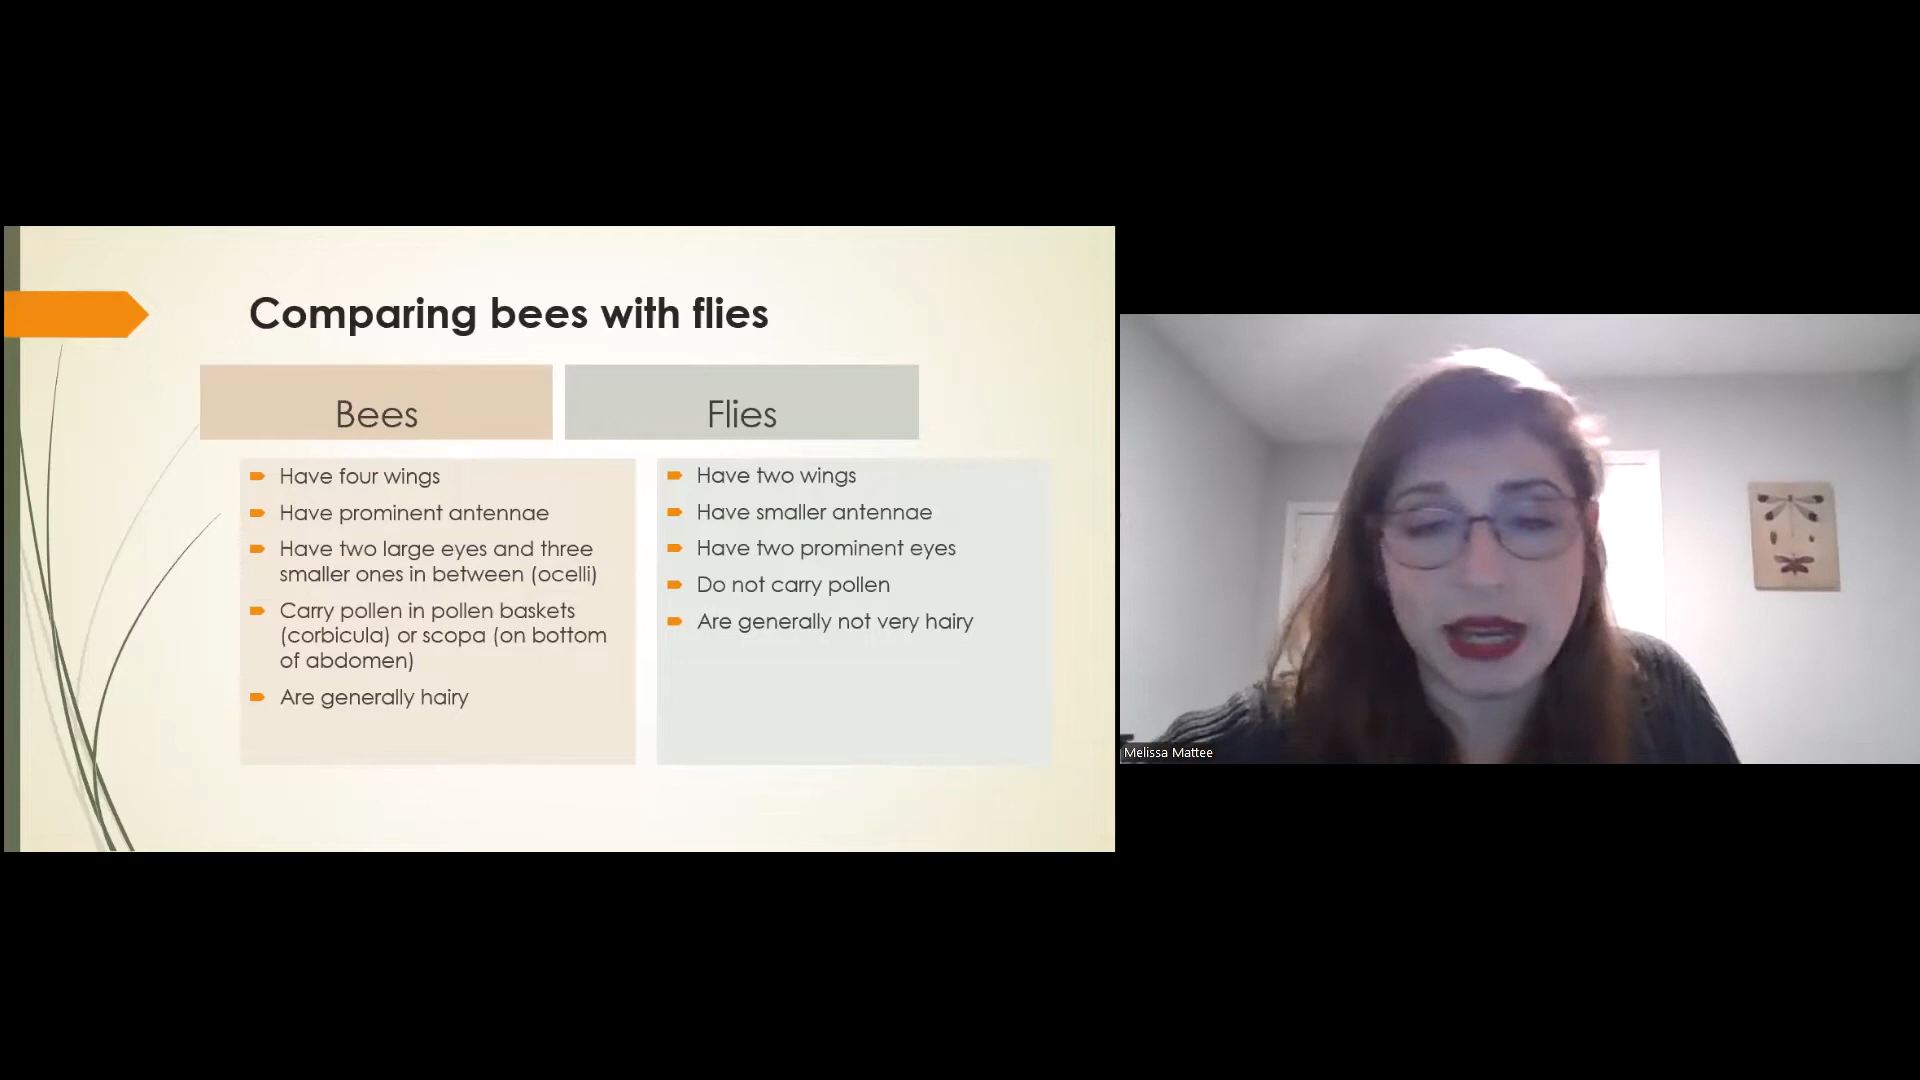 Comparing bees with flies
Bees
Flies
Have four wings
Have prominent antennae
Have two large eyes and three
smaller ones in between (ocelli)
Carry pollen in pollen baskets
(corbicula) or scopa (on bottom
of abdomen)
Are generally hairy
Have two wings
Have smaller antennae
Have two prominent eyes
Do not carry pollen
Are generally not very hairy
Melissa Mattee